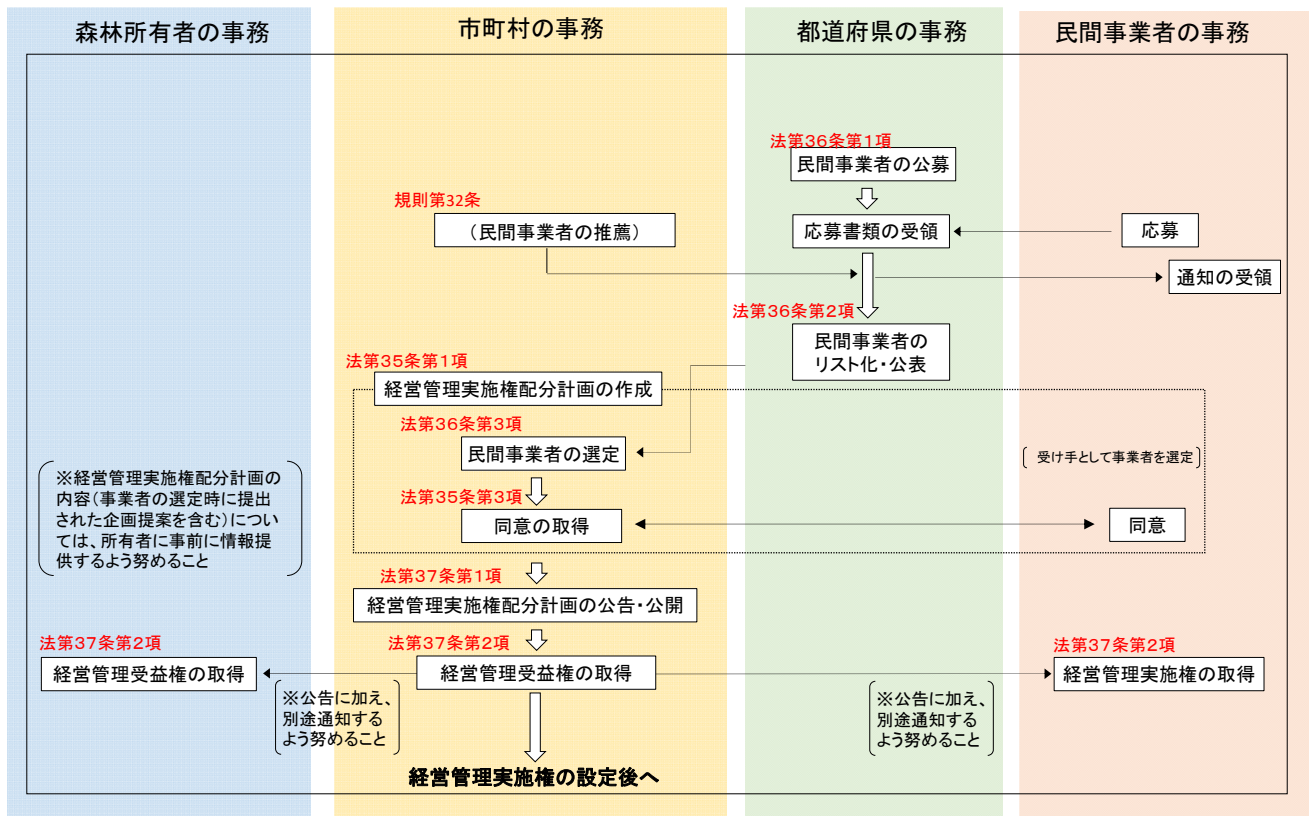 森林所有者の事務
市町村の事務
都道府県の事務
民間事業者の事務
法第36条第1項
民間事業者の公募
規則第32条
（民間事業者の推薦）
応募書類の受領
応募
通知の受領
法第36条第2項
民間事業者の
リスト化・公表
法第35条第1項
経営管理実施権配分計画の作成
法第36条第3項
民間事業者の選定
受け手として事業者を選定
※経営管理実施権配分計画の
内容（事業者の選定時に提出
された企画提案を含む）につい
ては、所有者に事前に情報提
供するよう努めること
法第35条第3項
同意の取得
同意
法第37条第1項
経営管理実施権配分計画の公告・公開
法第37条第2項
経営管理受益権の取得
法第37条第2項
経営管理受益権の取得
法第37条第2項
経営管理実施権の取得
※公告に加え、
別途通知する
よう努めること
※公告に加え、
別途通知する
よう努めること
経営管理実施権の設定後へ